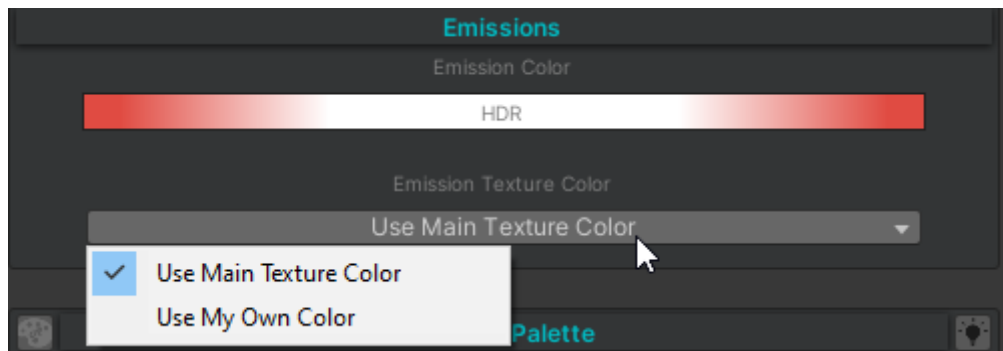 Emissions
Emission Color
HDR
Emission Texture Color
Use Main Texture Color
Use Main Texture Color
Use My Own Color
Palette